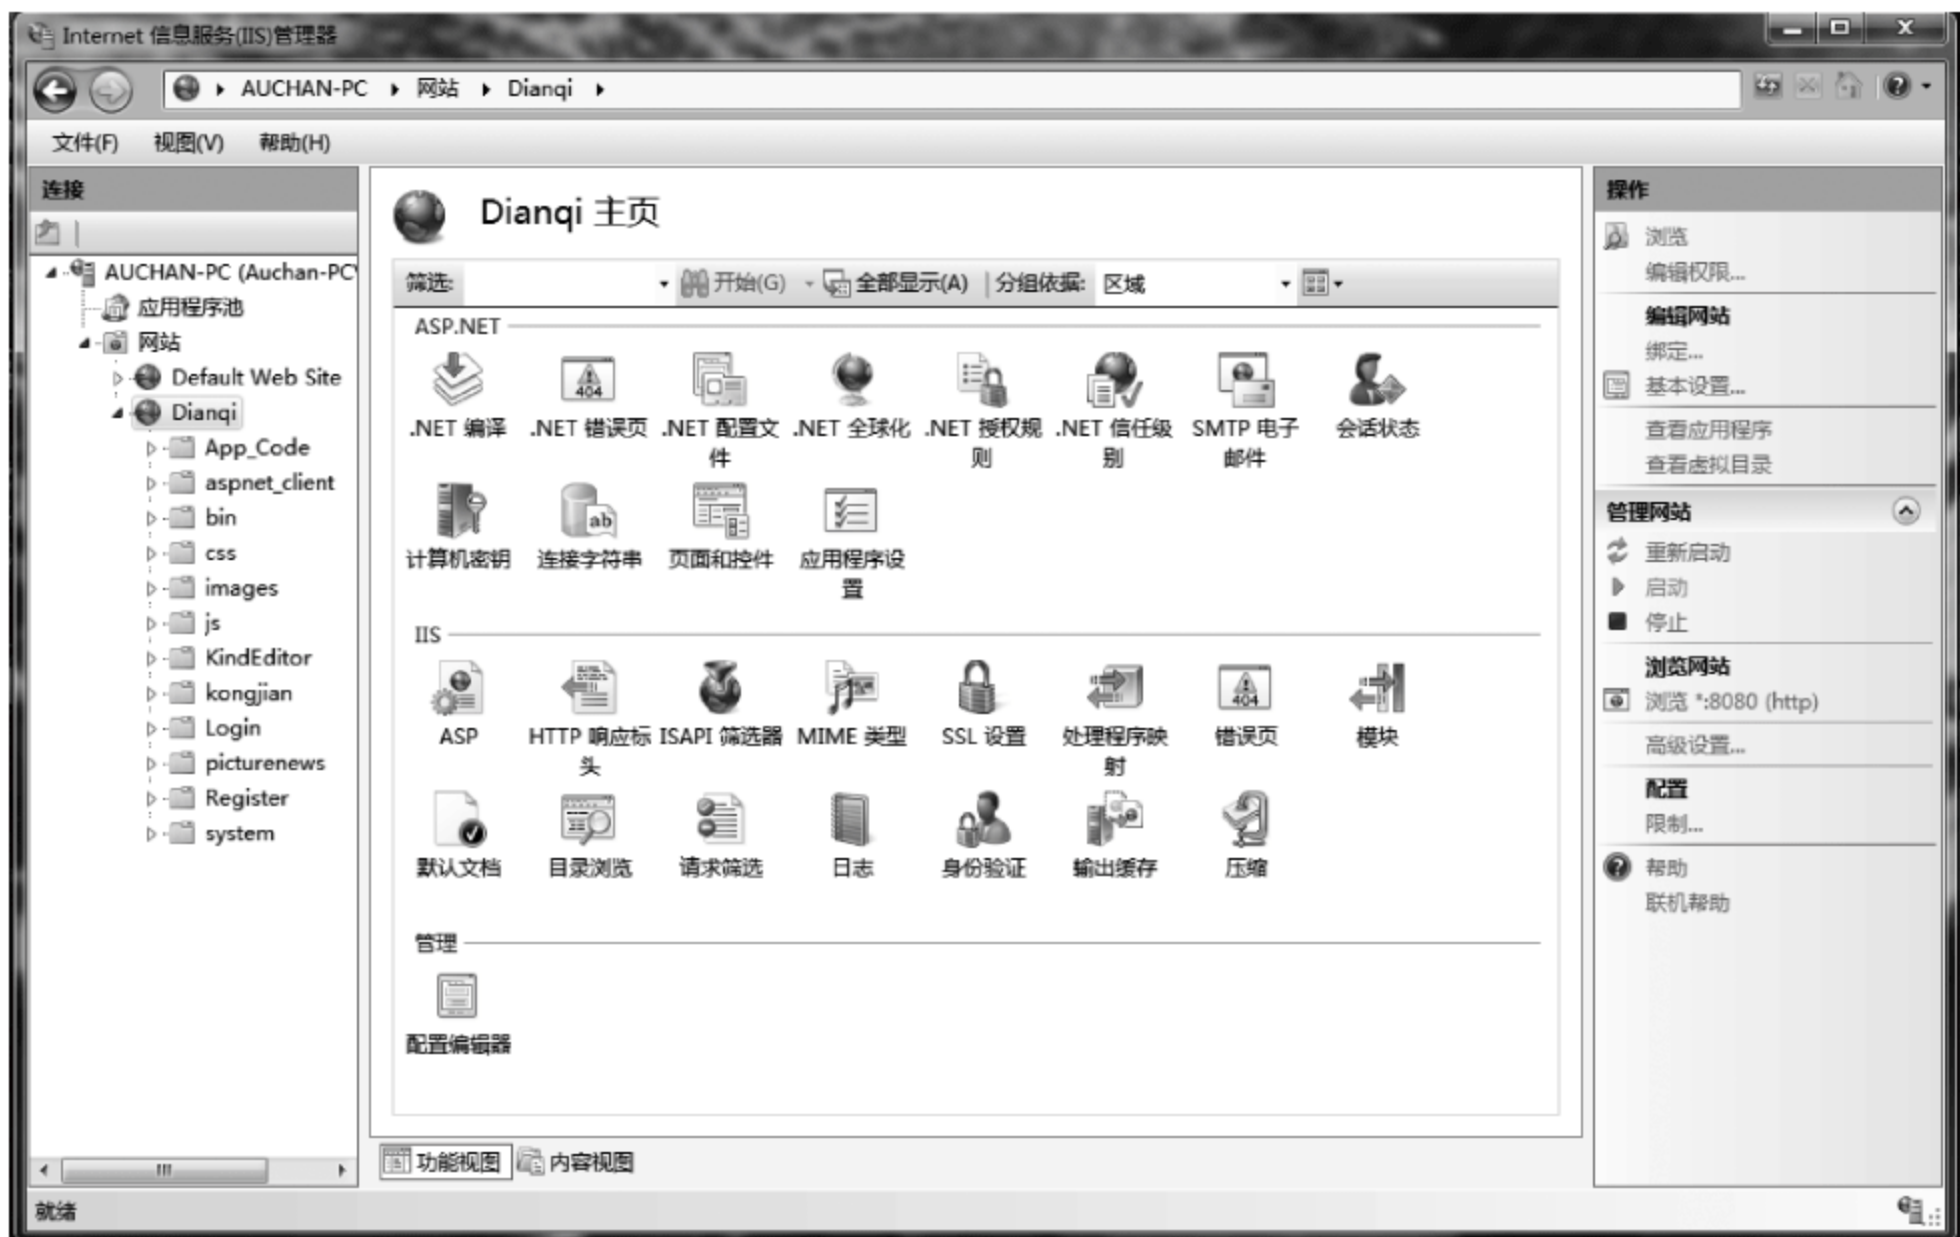 Internet 信息服务(IIS)管理器
AUCHAN-PC 网站 Dianqi
文件(F) 视图(V) 帮助(H)
连接
AUCHAN-PC (Auchan-PC\
应用程序池
网站
Default Web Site
Dianqi
App_Code
aspnet_client
bin
css
images
js
KindEditor
kongjian
Login
picturenews
Register
system
Dianqi 主页
筛选: 开始(G) 全部显示(A) 分组依据: 区域
ASP.NET
.NET 编译 .NET 错误页 .NET 配置文 .NET 全球化 .NET 授权规 .NET 信任级 SMTP 电子 会话状态
件 则 别 邮件
计算机密钥 连接字符串 页面和控件 应用程序设
置
IIS
ASP HTTP 响应标 ISAPI 筛选器 MIME 类型 SSL 设置 处理程序映 错误页 模块
头 射
默认文档 目录浏览 请求筛选 日志 身份验证 输出缓存 压缩
管理
配置编辑器
功能视图 内容视图
操作
浏览
编辑权限...
编辑网站
绑定...
基本设置...
查看应用程序
查看虚拟目录
管理网站
重新启动
启动
停止
浏览网站
浏览 *:8080 (http)
高级设置...
配置
限制...
帮助
联机帮助
就绪